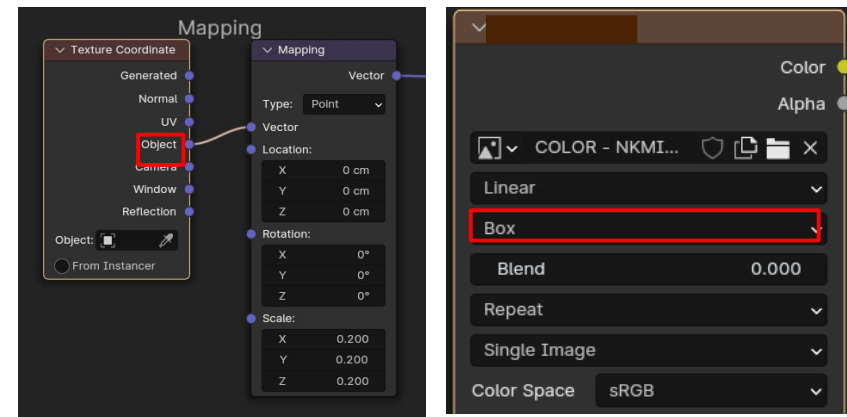 Mapping
Texture Coordinate
Generated
Normal
UV
Object
Camera
Window
Reflection
Object:
From Instancer
Mapping
Vector
Type: Point
Vector
Location:
X 0 cm
Y 0 cm
Z 0 cm
Rotation:
X 0°
Y 0°
Z 0°
Scale:
X 0.200
Y 0.200
Z 0.200
Color
Alpha
COLOR - NKMI...
Linear
Box
Blend 0.000
Repeat
Single Image
Color Space sRGB